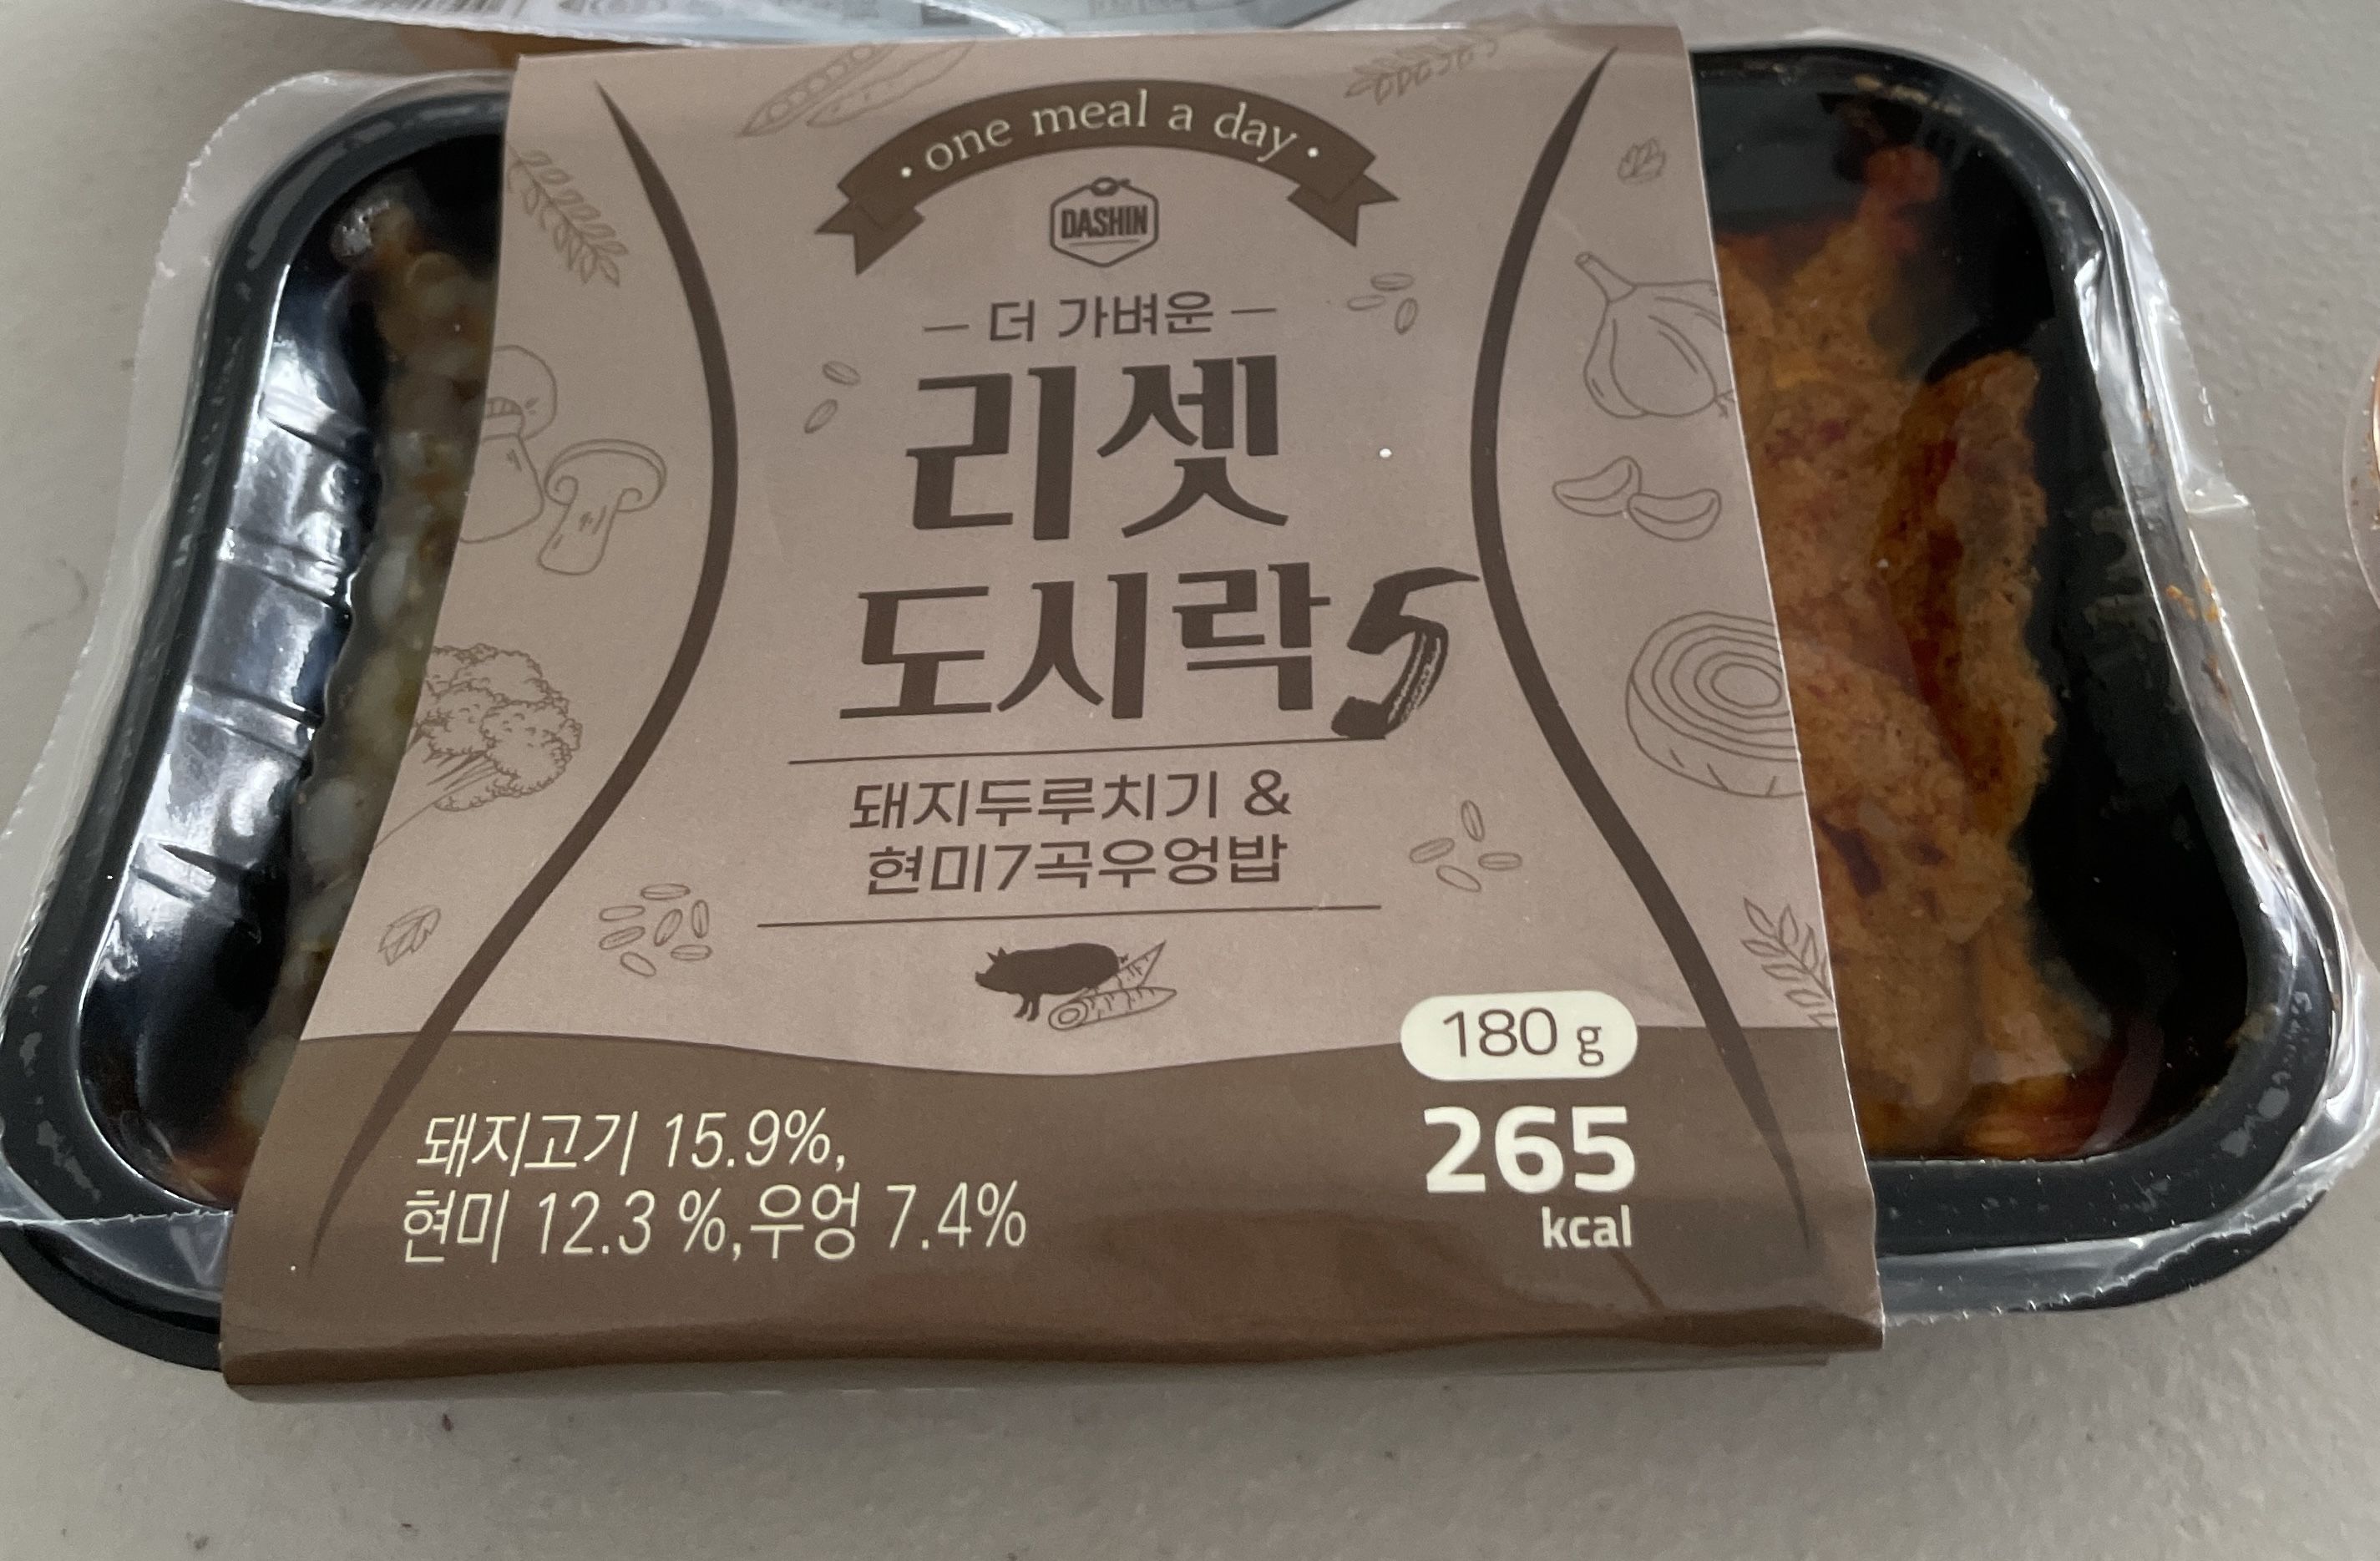 · one meal a day ·
DASHIN
더 가벼운
리셋
도시락5
돼지두루치기 &
현미7곡우엉밥
180 g
265
kcal
돼지고기 15.9%,
현미 12.3 %,우엉 7.4%